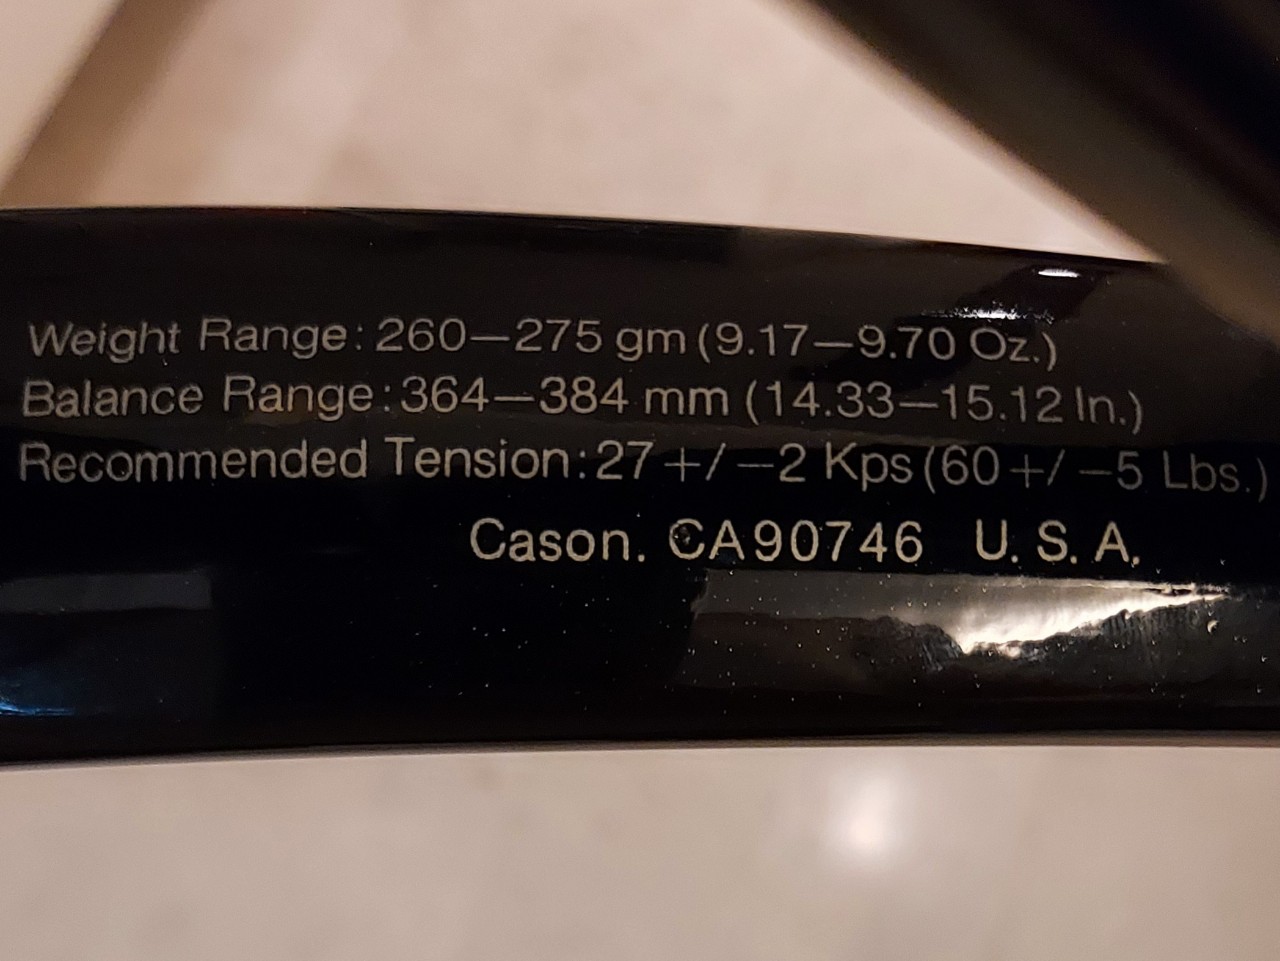 Weight Range: 260—275 gm (9.17—9.70 Oz.)
Balance Range: 364—384 mm (14.33—15.12 In.)
Recommended Tension: 27 +/—2 Kps (60 +/—5 Lbs.)
Cason. CA90746 U. S. A.